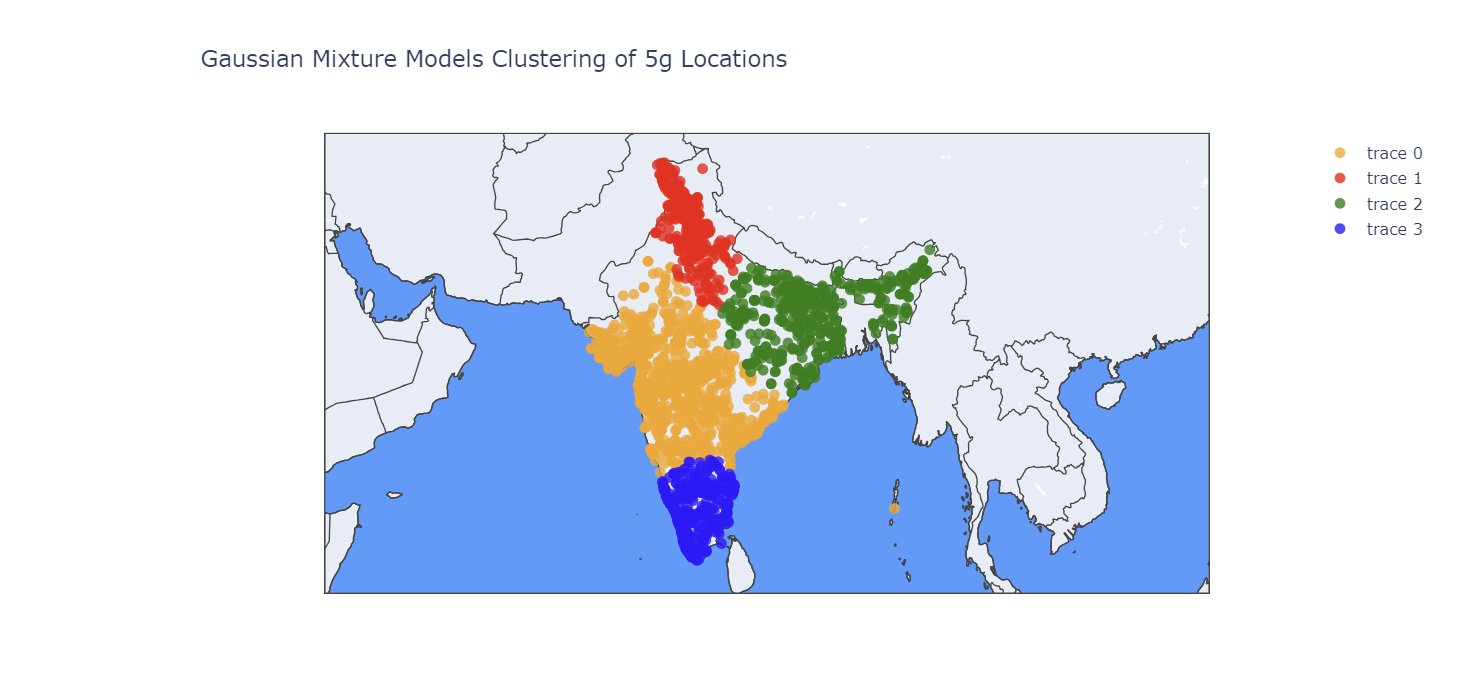 Gaussian Mixture Models Clustering of 5g Locations
trace 0
trace 1
trace 2
trace 3